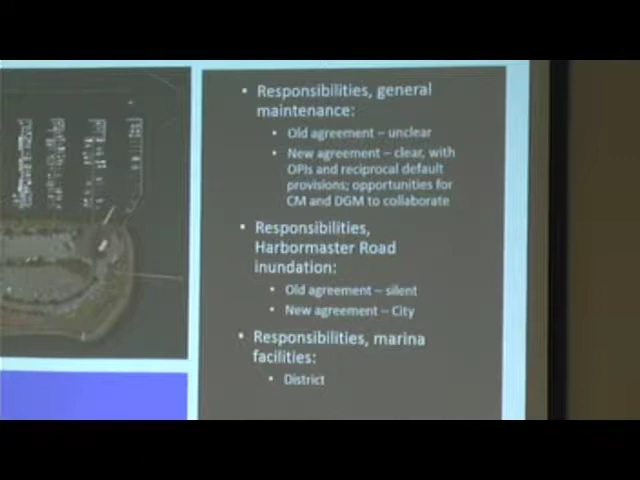 • Responsibilities, general
maintenance:
• Old agreement – unclear
• New agreement – clear, with
OPIs and reciprocal default
provisions; opportunities for
CM and DGM to collaborate
• Responsibilities,
Harbormaster Road
inundation:
• Old agreement – silent
• New agreement – City
• Responsibilities, marina
facilities:
• District